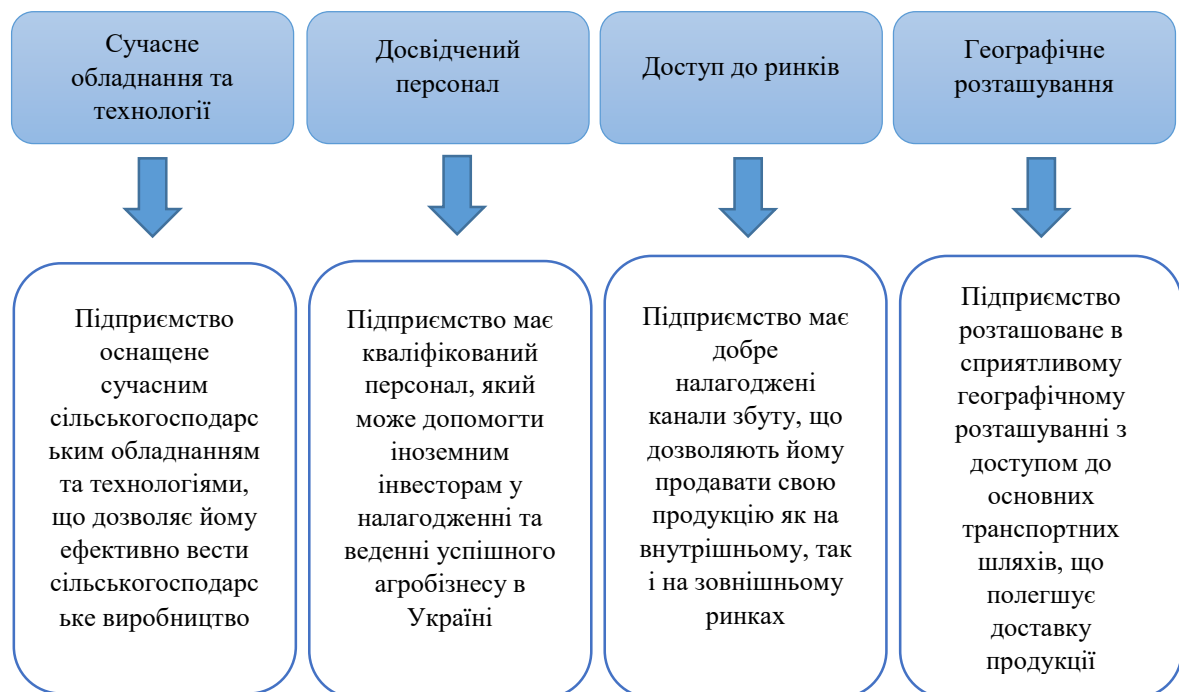 Сучасне
обладнання та
технології
Досвідчений
персонал
Доступ до ринків
Географічне
розташування
Підприємство
оснащене
сучасним
сільськогосподарс
ьким обладнанням
та технологіями,
що дозволяє йому
ефективно вести
сільськогосподарс
ьке виробництво
Підприємство має
кваліфікований
персонал, який
може допомогти
іноземним
інвесторам у
налагодженні та
веденні успішного
агробізнесу в
Україні
Підприємство має
добре
налагоджені
канали збуту, що
дозволяють йому
продавати свою
продукцію як на
внутрішньому, так
і на зовнішньому
ринках
Підприємство
розташоване в
сприятливому
географічному
розташуванні з
доступом до
основних
транспортних
шляхів, що
полегшує
доставку
продукції